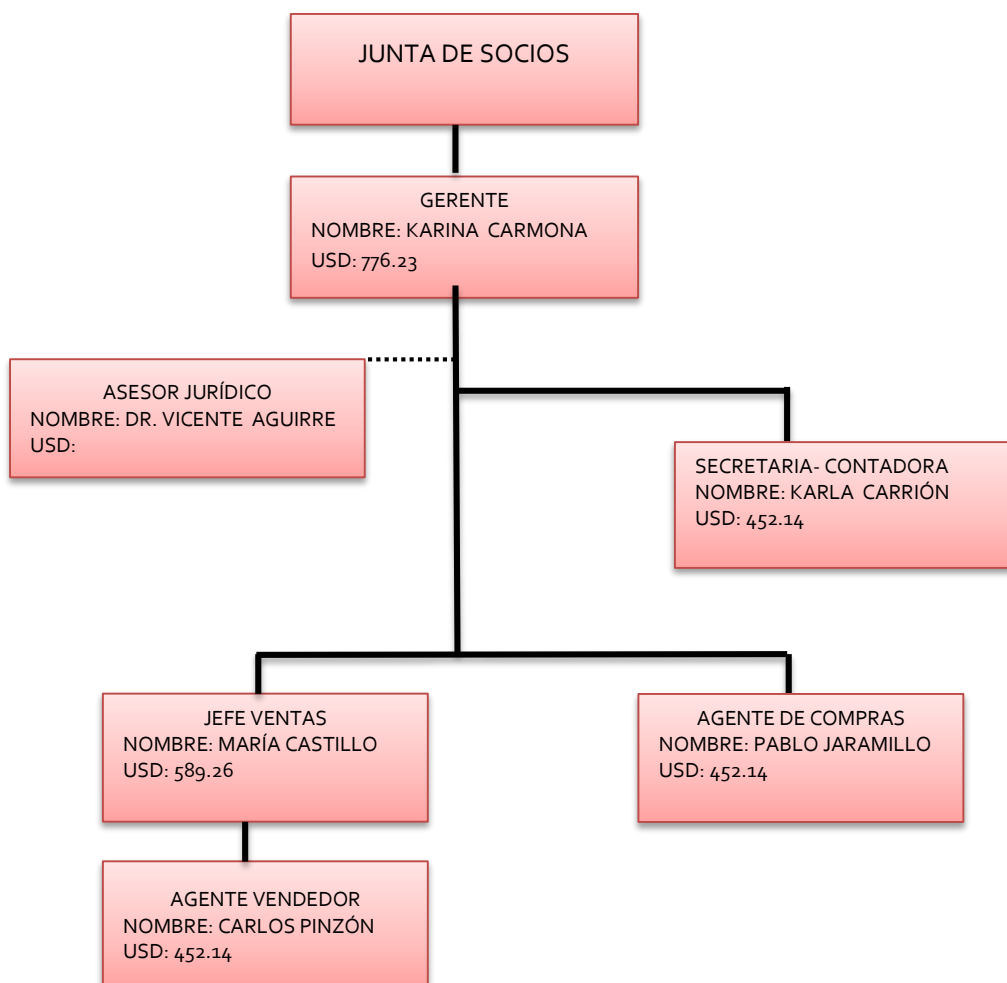 JUNTA DE SOCIOS
GERENTE
NOMBRE: KARINA CARMONA
USD: 776.23
ASESOR JURÍDICO
NOMBRE: DR. VICENTE AGUIRRE
USD:
SECRETARIA- CONTADORA
NOMBRE: KARLA CARRIÓN
USD: 452.14
JEFE VENTAS
NOMBRE: MARÍA CASTILLO
USD: 589.26
AGENTE DE COMPRAS
NOMBRE: PABLO JARAMILLO
USD: 452.14
AGENTE VENDEDOR
NOMBRE: CARLOS PINZÓN
USD: 452.14